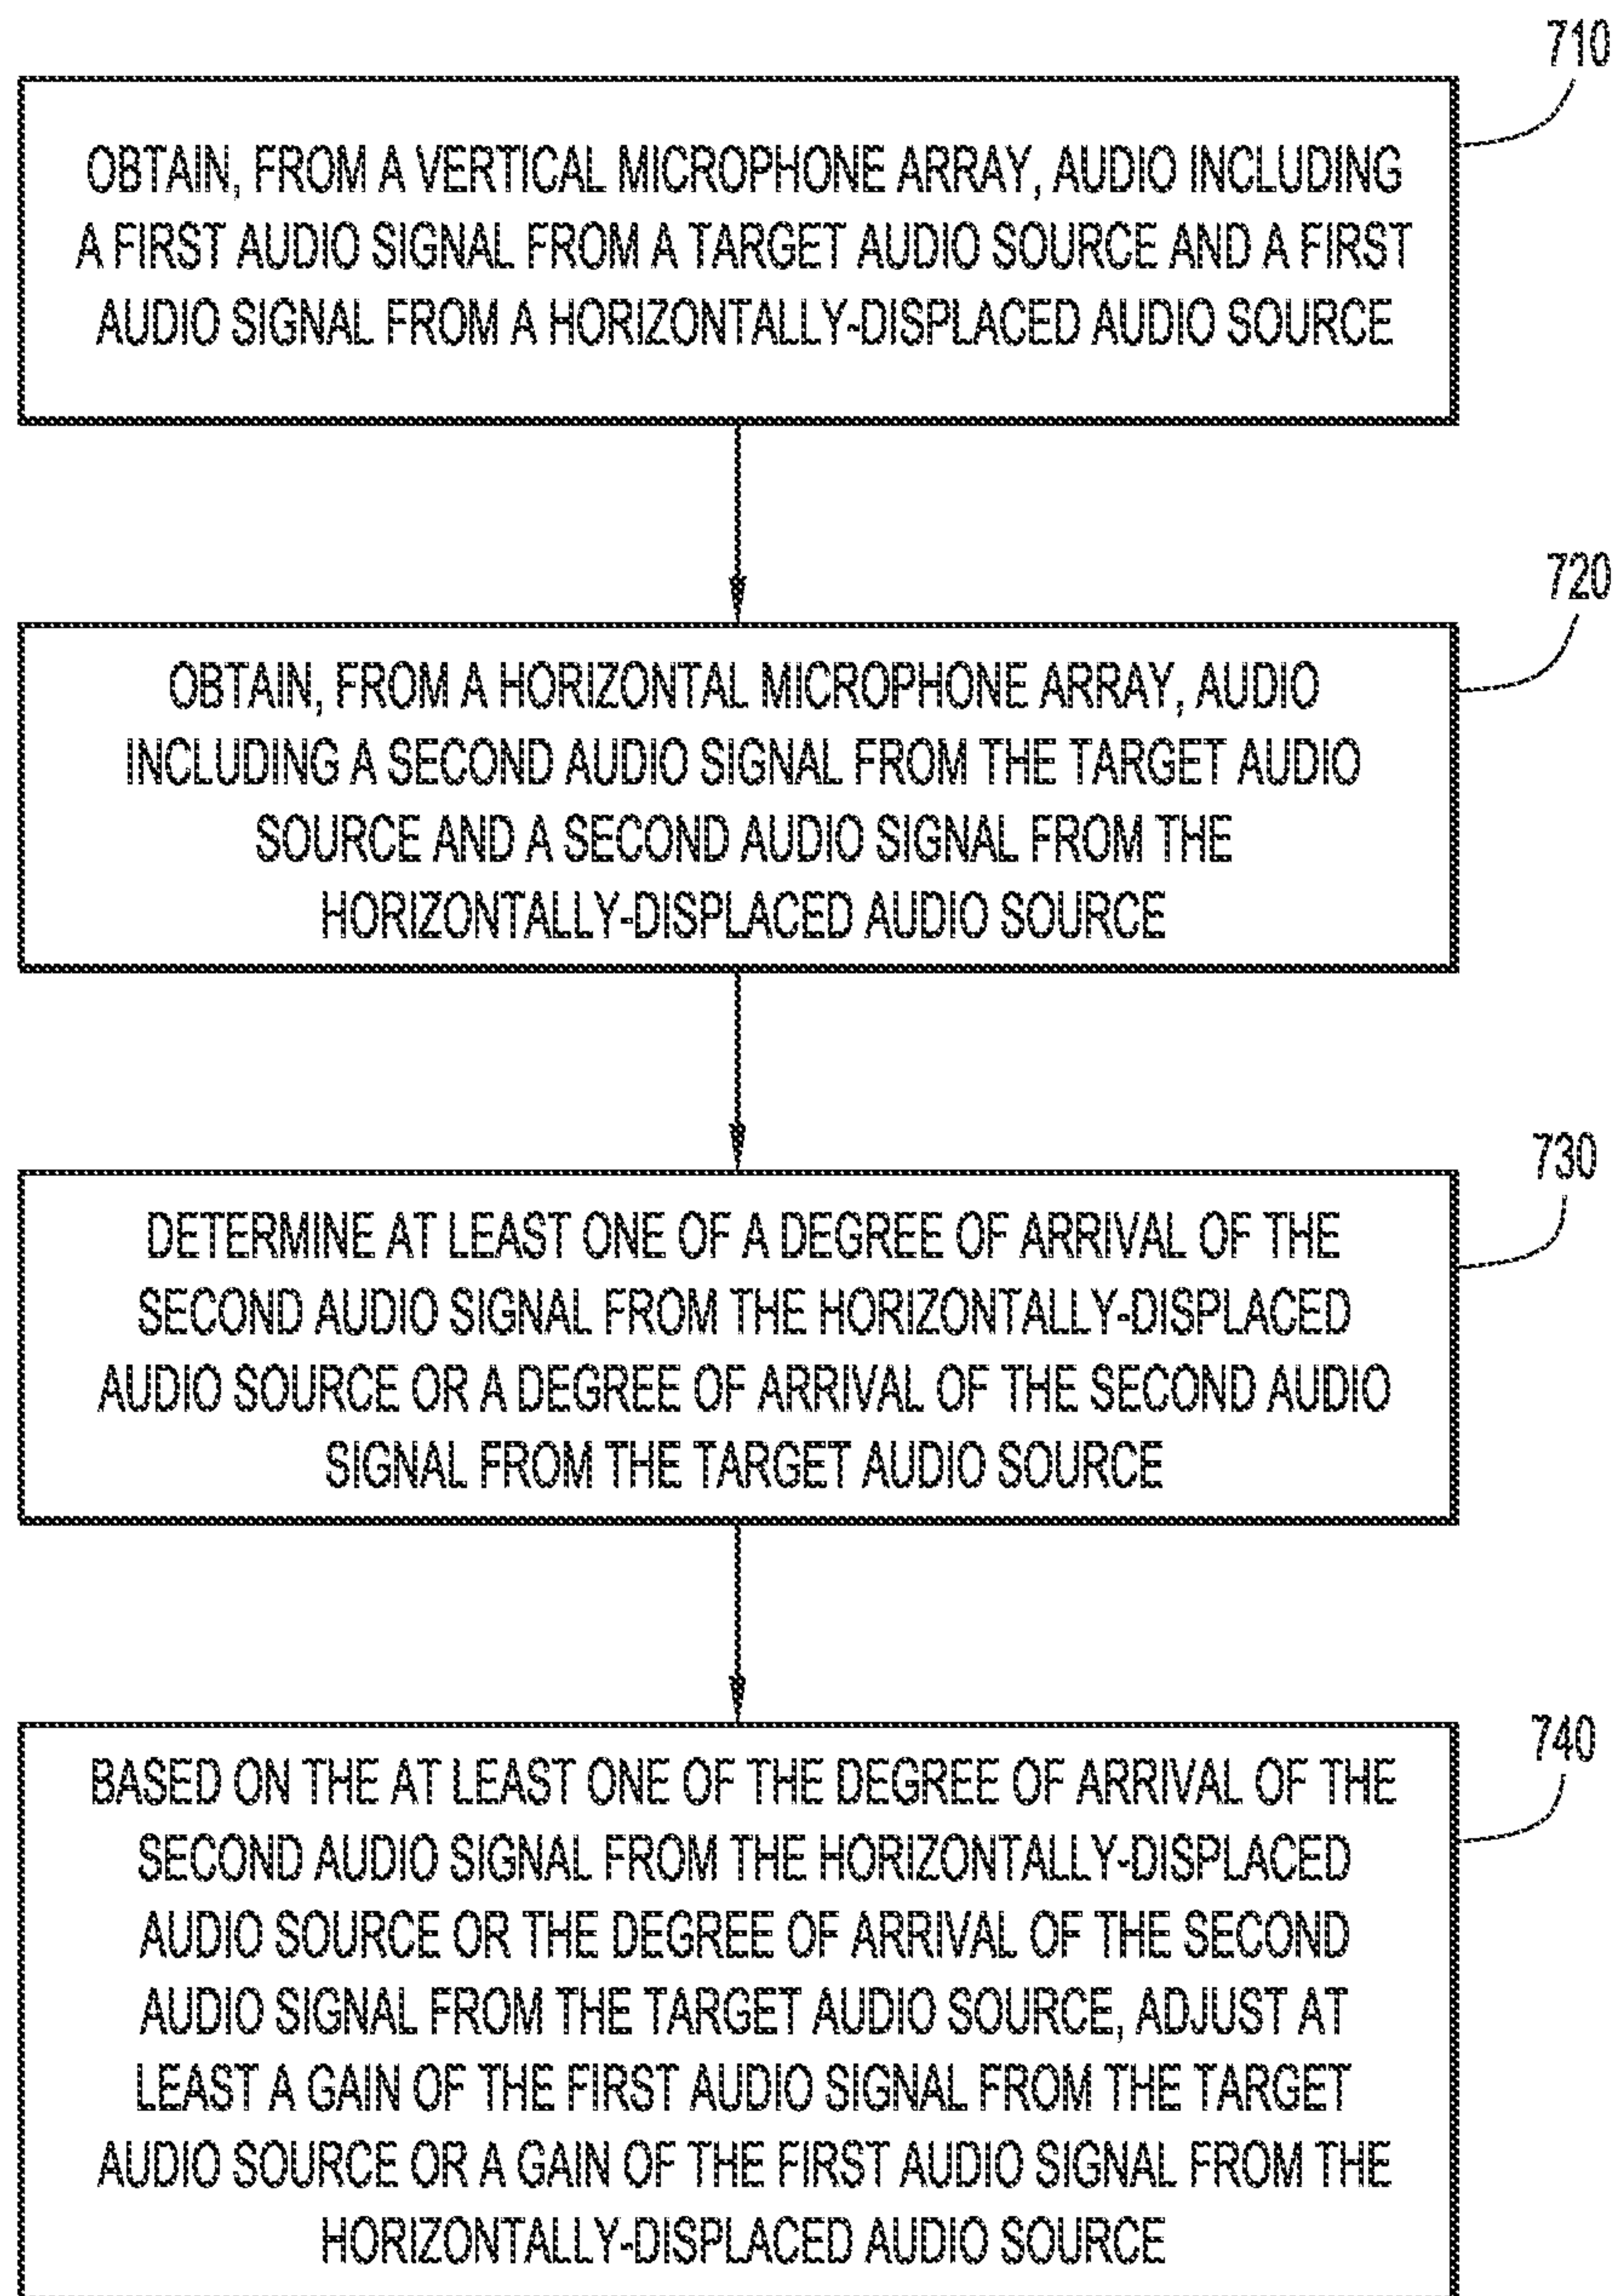 710
OBTAIN, FROM A VERTICAL MICROPHONE ARRAY, AUDIO INCLUDING
A FIRST AUDIO SIGNAL FROM A TARGET AUDIO SOURCE AND A FIRST
AUDIO SIGNAL FROM A HORIZONTALLY-DISPLACED AUDIO SOURCE
720
OBTAIN, FROM A HORIZONTAL MICROPHONE ARRAY, AUDIO
INCLUDING A SECOND AUDIO SIGNAL FROM THE TARGET AUDIO
SOURCE AND A SECOND AUDIO SIGNAL FROM THE
HORIZONTALLY-DISPLACED AUDIO SOURCE
730
DETERMINE AT LEAST ONE OF A DEGREE OF ARRIVAL OF THE
SECOND AUDIO SIGNAL FROM THE HORIZONTALLY-DISPLACED
AUDIO SOURCE OR A DEGREE OF ARRIVAL OF THE SECOND AUDIO
SIGNAL FROM THE TARGET AUDIO SOURCE
740
BASED ON THE AT LEAST ONE OF THE DEGREE OF ARRIVAL OF THE
SECOND AUDIO SIGNAL FROM THE HORIZONTALLY-DISPLACED
AUDIO SOURCE OR THE DEGREE OF ARRIVAL OF THE SECOND
AUDIO SIGNAL FROM THE TARGET AUDIO SOURCE, ADJUST AT
LEAST A GAIN OF THE FIRST AUDIO SIGNAL FROM THE TARGET
AUDIO SOURCE OR A GAIN OF THE FIRST AUDIO SIGNAL FROM THE
HORIZONTALLY-DISPLACED AUDIO SOURCE